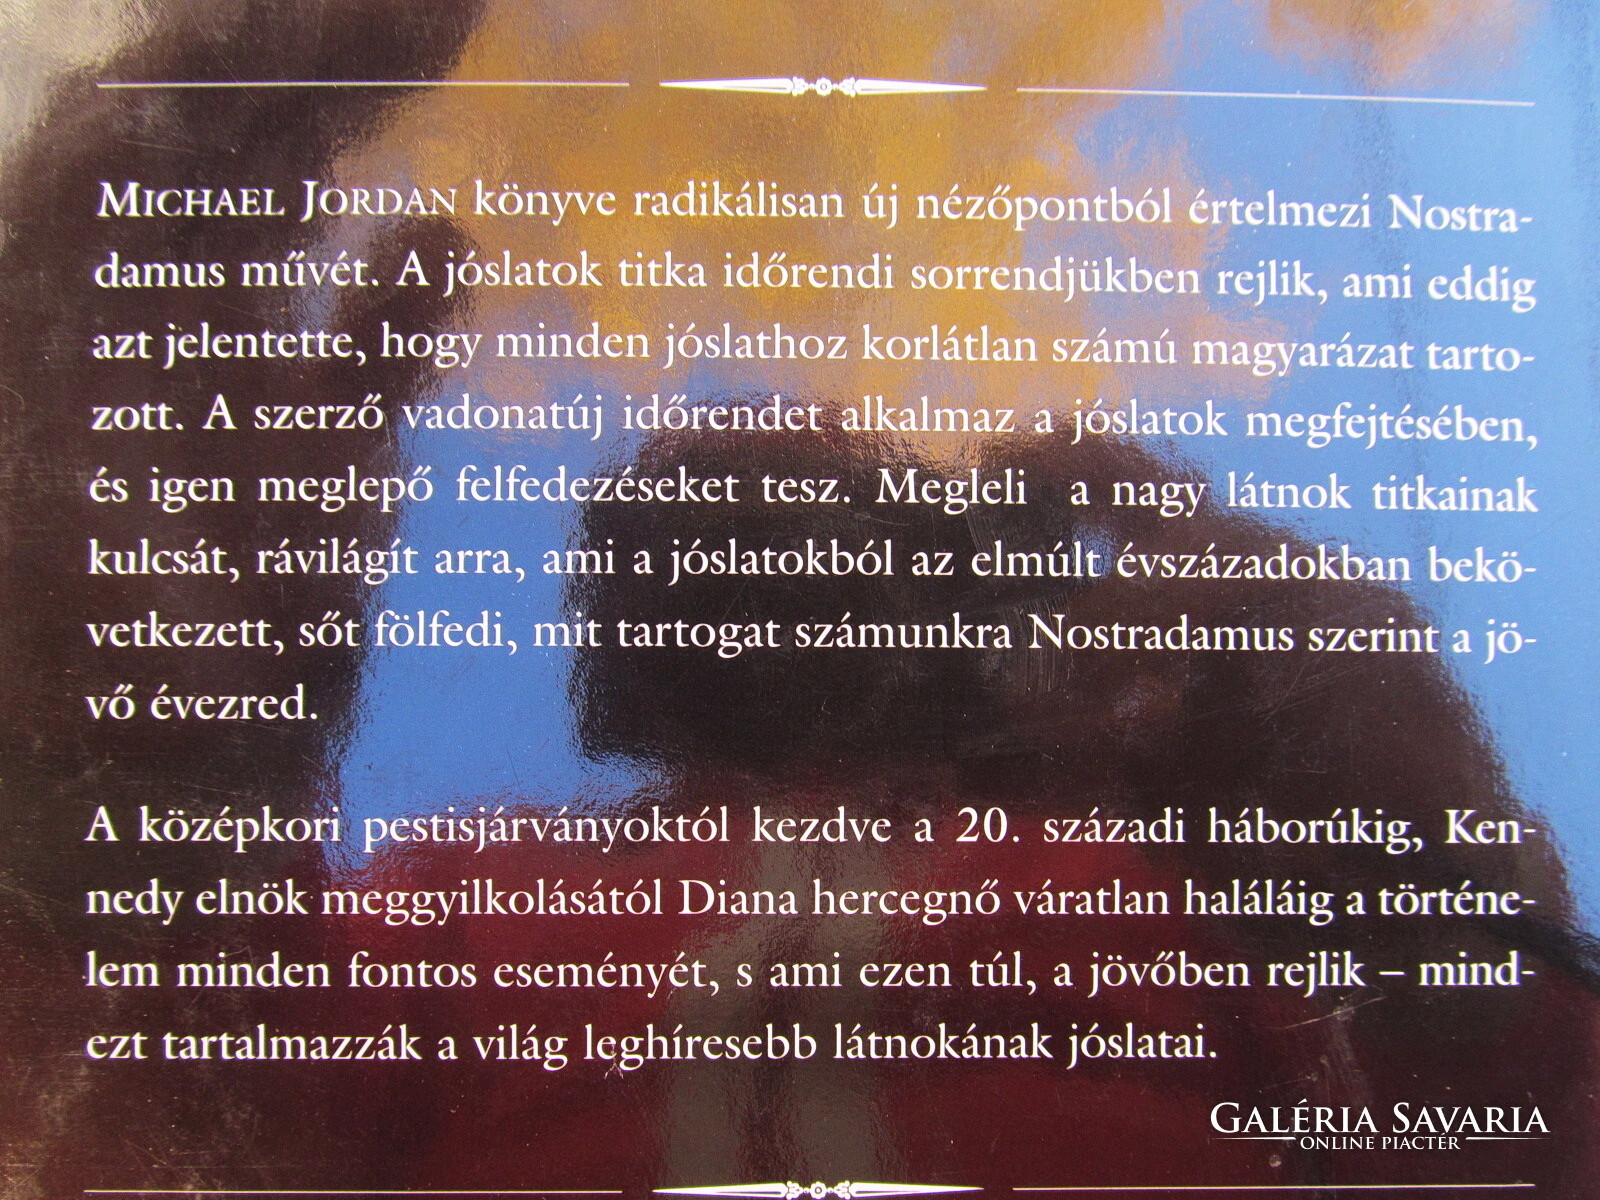 MICHAEL JORDAN könyve radikálisan új nézőpontból értelmezi Nostra-
damus művét. A jóslatok titka időrendi sorrendjükben rejlik, ami eddig
azt jelentette, hogy minden jóslathoz korlátlan számú magyarázat tarto-
zott. A szerző vadonatúj időrendet alkalmaz a jóslatok megfejtésében,
és igen meglepő felfedezéseket tesz. Megleli a nagy látnok titkainak
kulcsát, rávilágít arra, ami a jóslatokból az elmúlt évszázadokban bekö-
vetkezett, sőt fölfedi, mit tartogat számunkra Nostradamus szerint a jö-
vő évezred.
A középkori pestisjárványoktól kezdve a 20. századi háborúkig, Ken-
nedy elnök meggyilkolásától Diana hercegnő váratlan haláláig a történe-
lem minden fontos eseményét, s ami ezen túl, a jövőben rejlik – mind-
ezt tartalmazzák a világ leghíresebb látnokának jóslatai.
GALÉRIA SAVARIA
ONLINE PIACTÉR